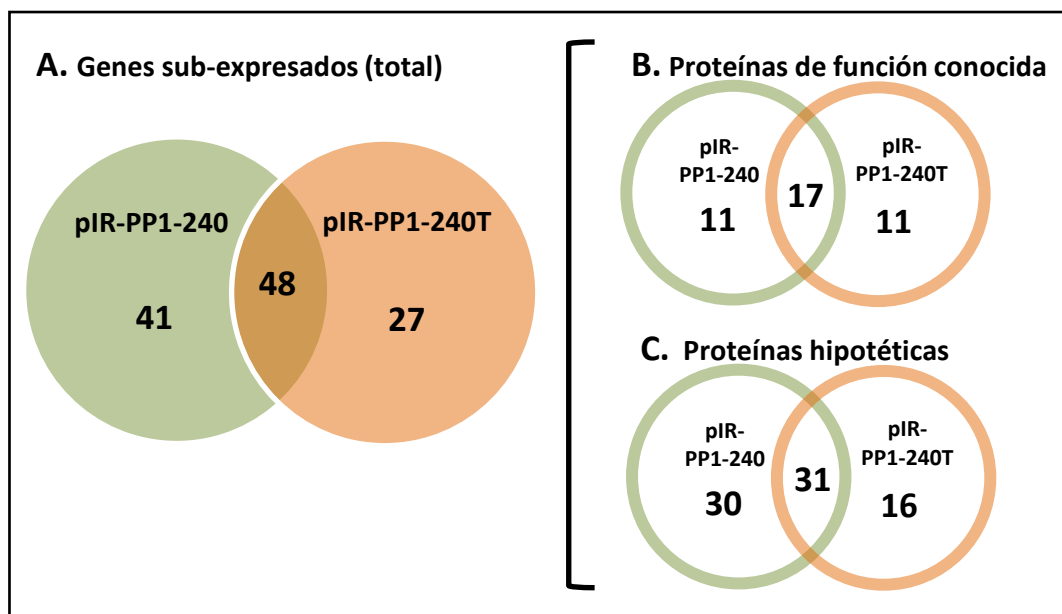 A. Genes sub-expresados (total)
pIR-PP1-240
41
48
pIR-PP1-240T
27
B. Proteínas de función conocida
pIR-
PP1-240
11
17
pIR-
PP1-240T
11
C. Proteínas hipotéticas
pIR-
PP1-240
30
31
pIR-
PP1-240T
16